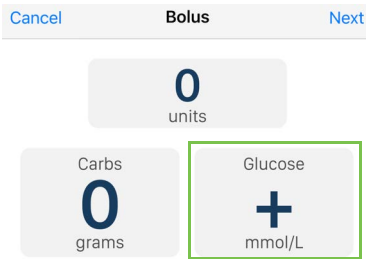 Cancel Bolus Next
0
units
Carbs Glucose
0 +
grams mmol/L